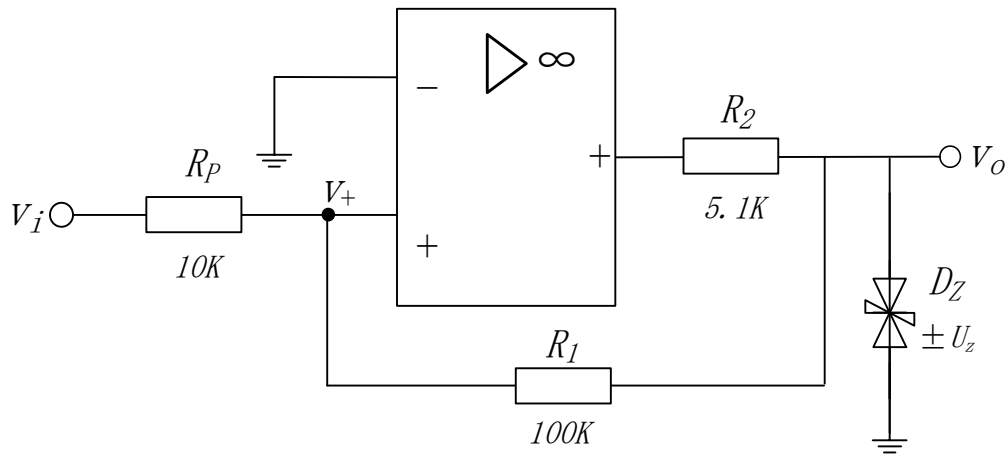 ∞
−
+
+
R2
5.1K
Vo
RP
10K
V+
Vi
R1
100K
DZ
±Uz